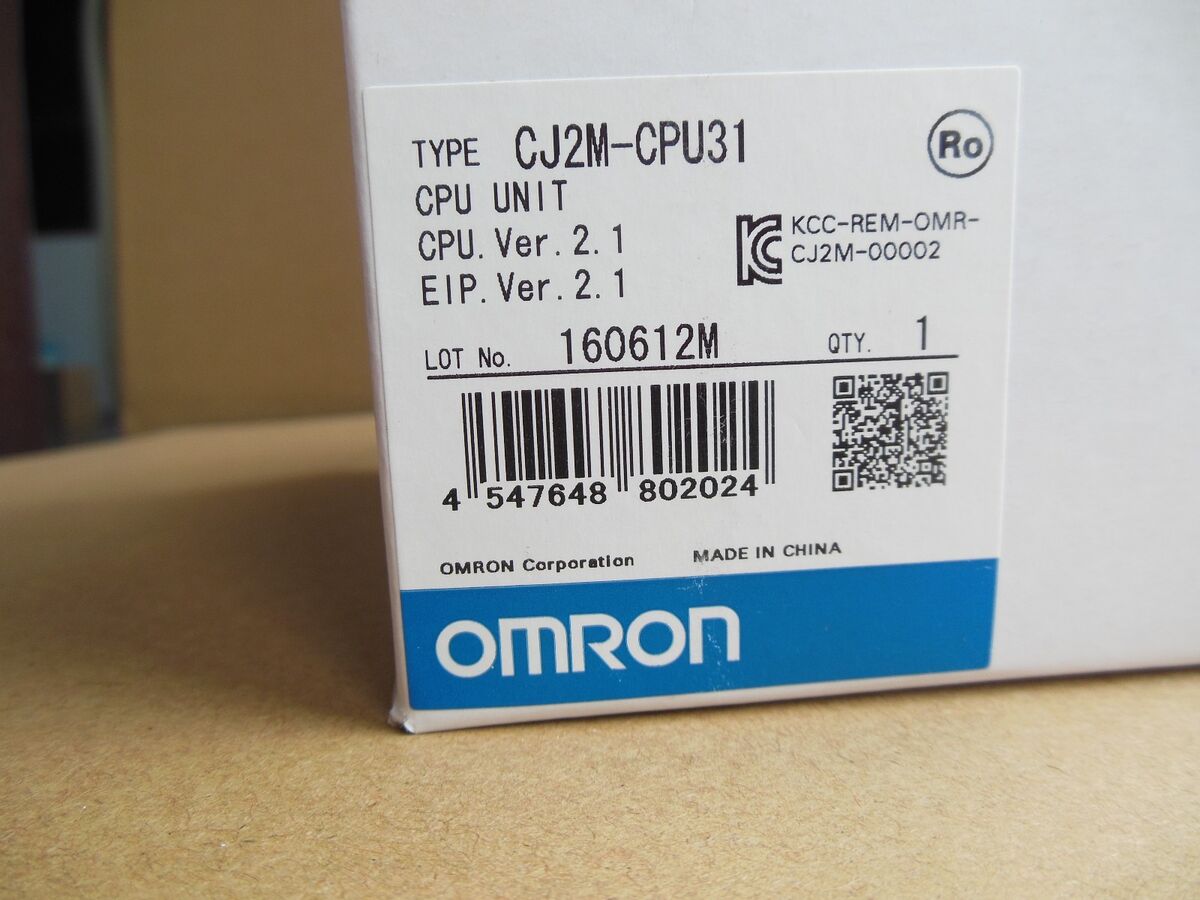 TYPE CJ2M-CPU31
Ro
CPU UNIT
CPU. Ver. 2. 1
EIP. Ver. 2. 1
KCC-REM-OMR-
CJ2M-00002
LOT No. 160612M QTY. 1
4 547648 802024
OMRON Corporation MADE IN CHINA
OMRON